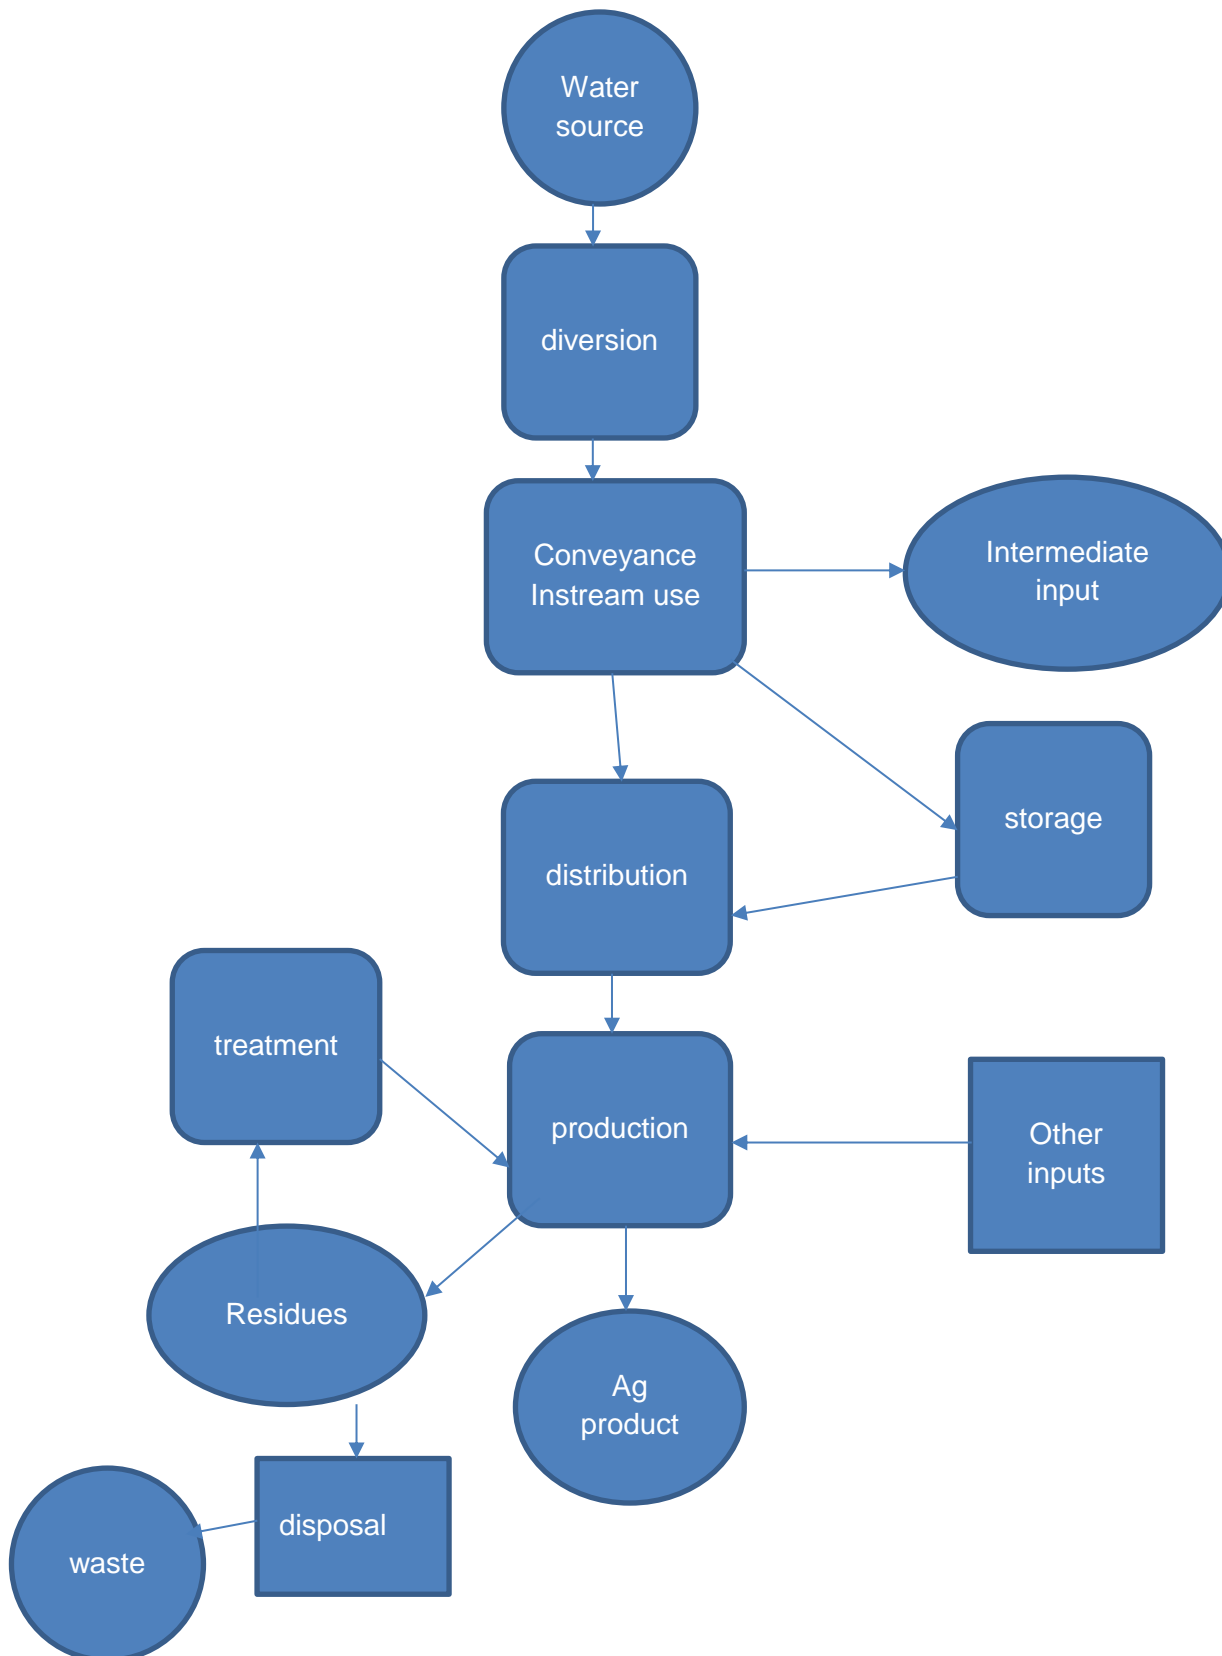 Water
source
diversion
Conveyance
Instream use
Intermediate
input
storage
distribution
treatment
production
Other
inputs
Residues
Ag
product
disposal
waste